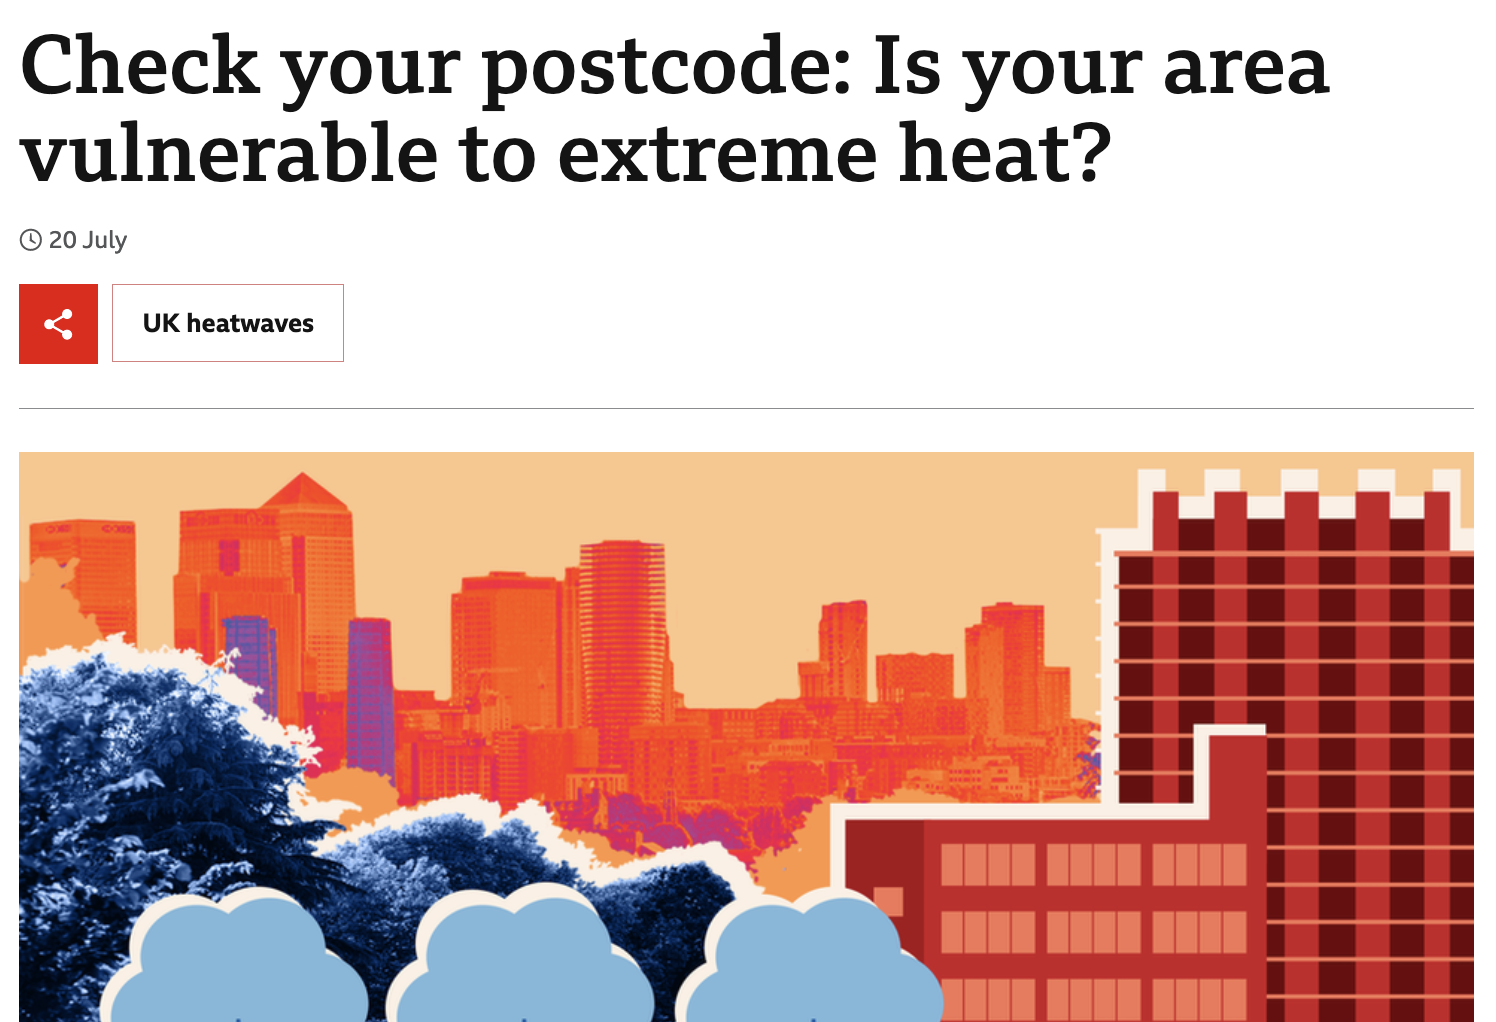 Check your postcode: Is your area
vulnerable to extreme heat?
20 July
UK heatwaves